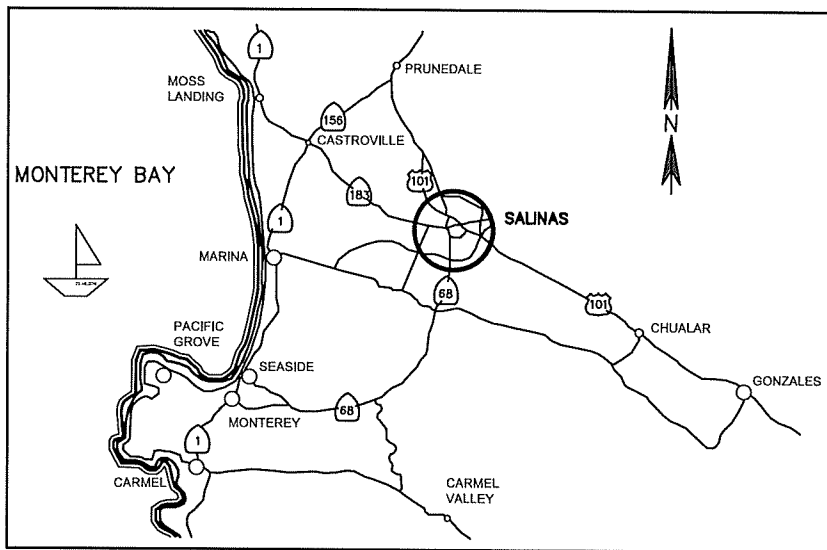 1
PRUNEDALE
MOSS
LANDING
156
CASTROVILLE
N
MONTEREY BAY
101
183
SALINAS
1
MARINA
68
101
PACIFIC
GROVE
CHUALAR
SEASIDE
GONZALES
68
MONTEREY
1
CARMEL
CARMEL
VALLEY